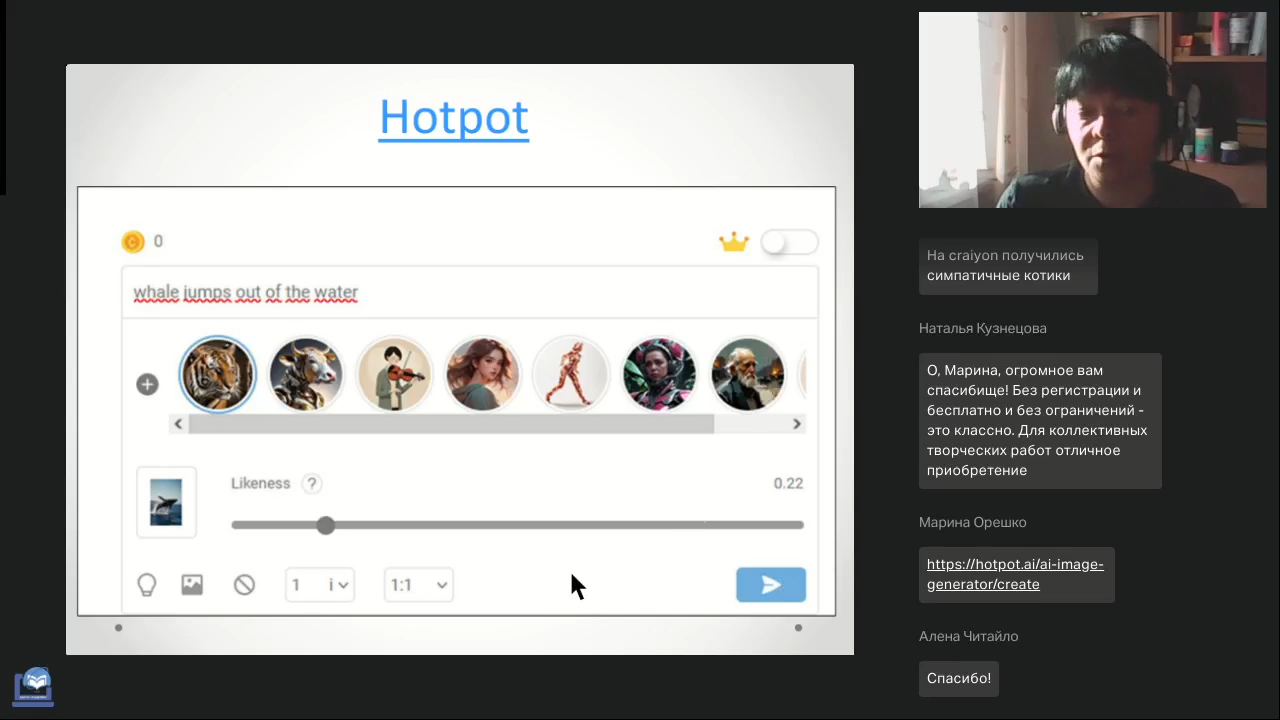 Hotpot
0
whale jumps out of the water
Likeness ?
0.22
1 i
1:1
На craiyon получились
симпатичные котики
Наталья Кузнецова
О, Марина, огромное вам
спасибище! Без регистрации и
бесплатно и без ограничений -
это классно. Для коллективных
творческих работ отличное
приобретение
Марина Орешко
https://hotpot.ai/ai-image-
generator/create
Алена Читайло
Спасибо!